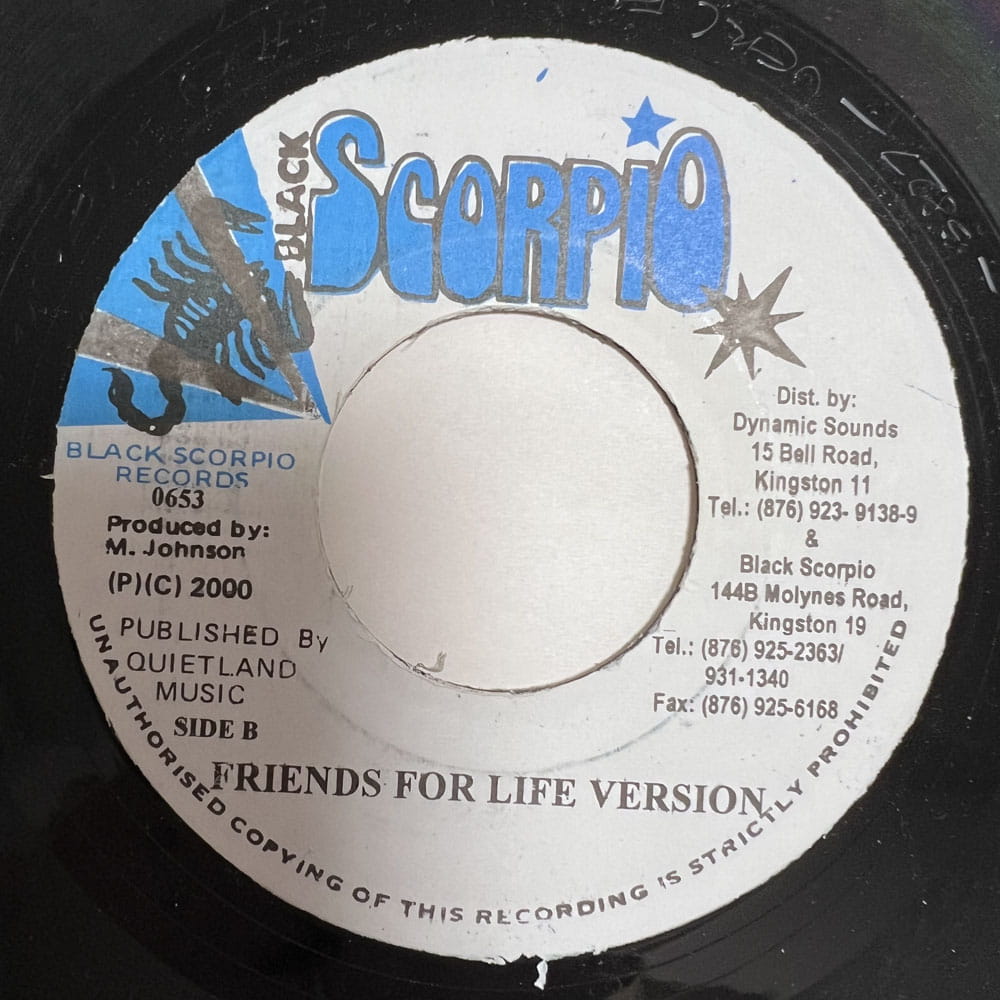 BLACK
SCORPIO
BLACK SCORPIO
RECORDS
0653
Produced by:
M. Johnson
(P)(C) 2000
PUBLISHED By
QUIETLAND
MUSIC
SIDE B
Dist. by:
Dynamic Sounds
15 Bell Road,
Kingston 11
Tel.: (876) 923- 9138-9
&
Black Scorpio
144B Molynes Road,
Kingston 19
Tel.: (876) 925-2363/
931-1340
Fax: (876) 925-6168
FRIENDS FOR LIFE VERSION
UNAUTHORISED COPYING OF THIS RECORDING IS STRICTLY PROHIBITED